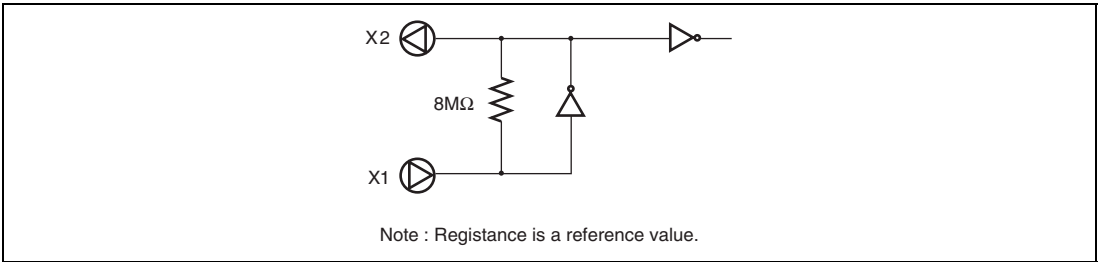 X2
8MΩ
X1
Note : Registance is a reference value.